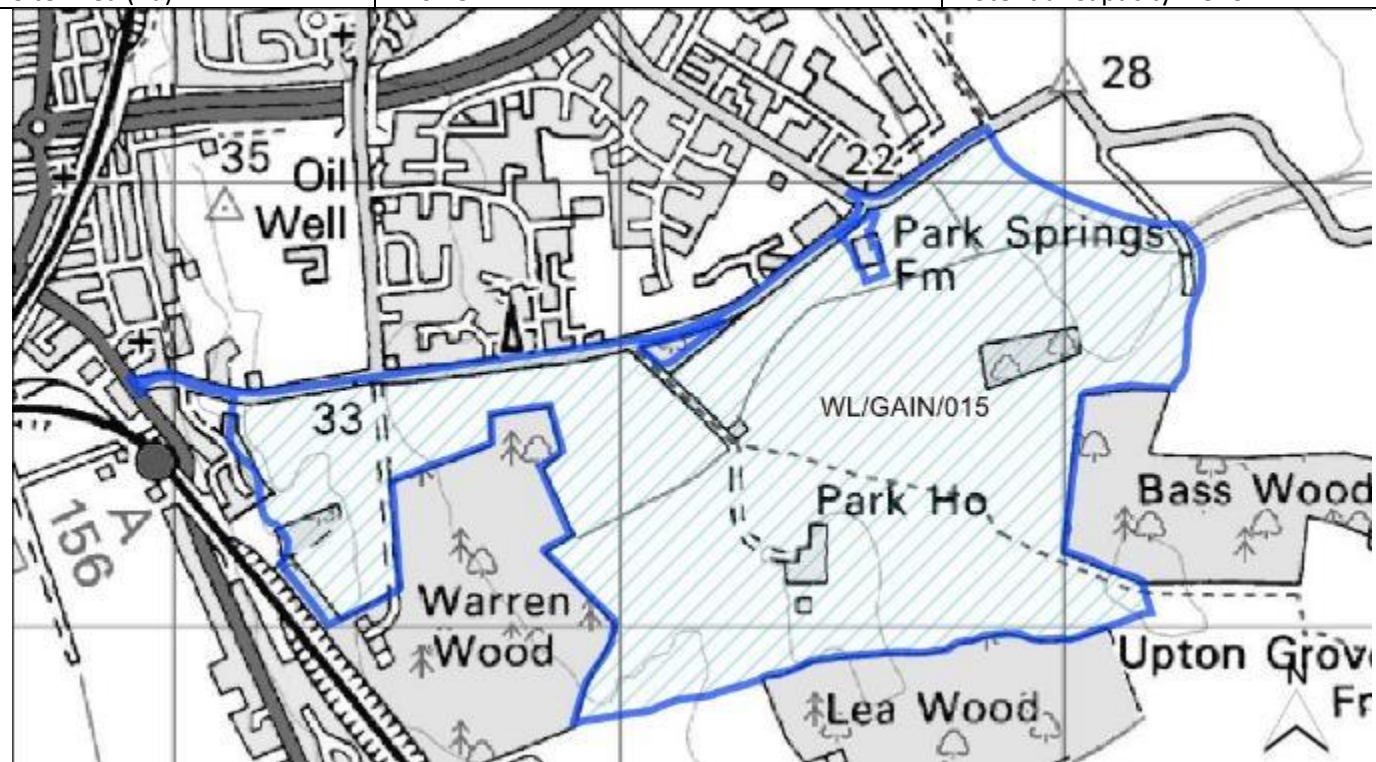 28
22
35
Oil
Well
Park Springs
Fm
33
WL/GAIN/015
Bass Wood
Park Ho
A
156
Warren
Wood
Upton Grove
N
Lea Wood